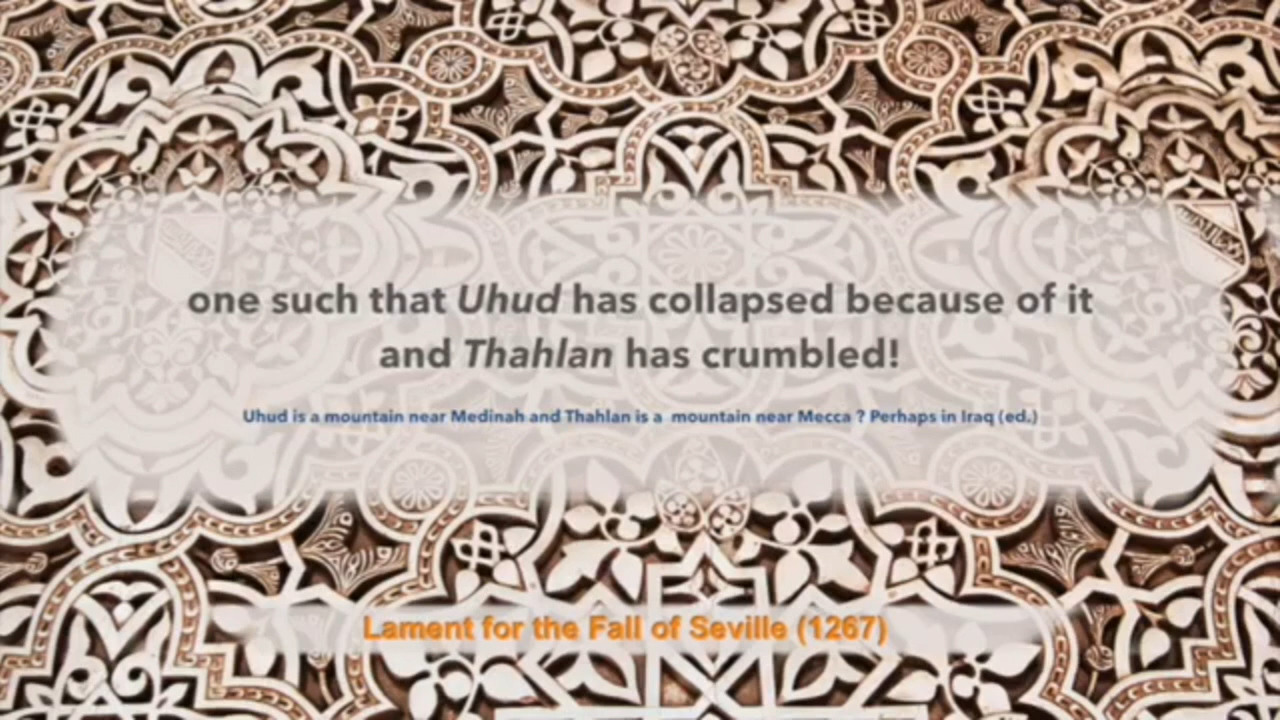 one such that Uhud has collapsed because of it
and Thahlan has crumbled!
Uhud is a mountain near Medinah and Thahlan is a mountain near Mecca ? Perhaps in Iraq (ed.)
Lament for the Fall of Seville (1267)